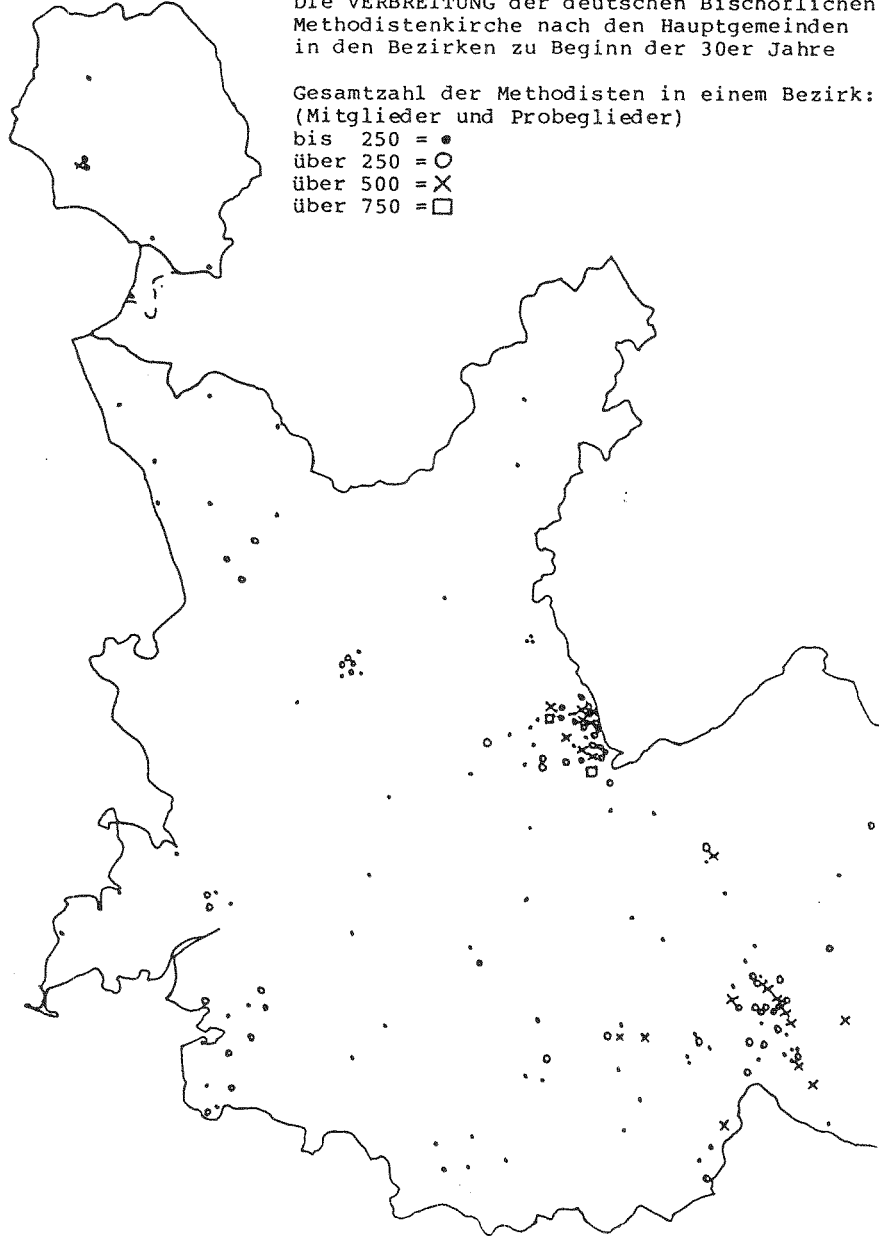 Die VERBREITUNG der deutschen Bischöflichen
Methodistenkirche nach den Hauptgemeinden
in den Bezirken zu Beginn der 30er Jahre
Gesamtzahl der Methodisten in einem Bezirk:
(Mitglieder und Probeglieder)
bis 250 = •
über 250 = O
über 500 = X
über 750 = □